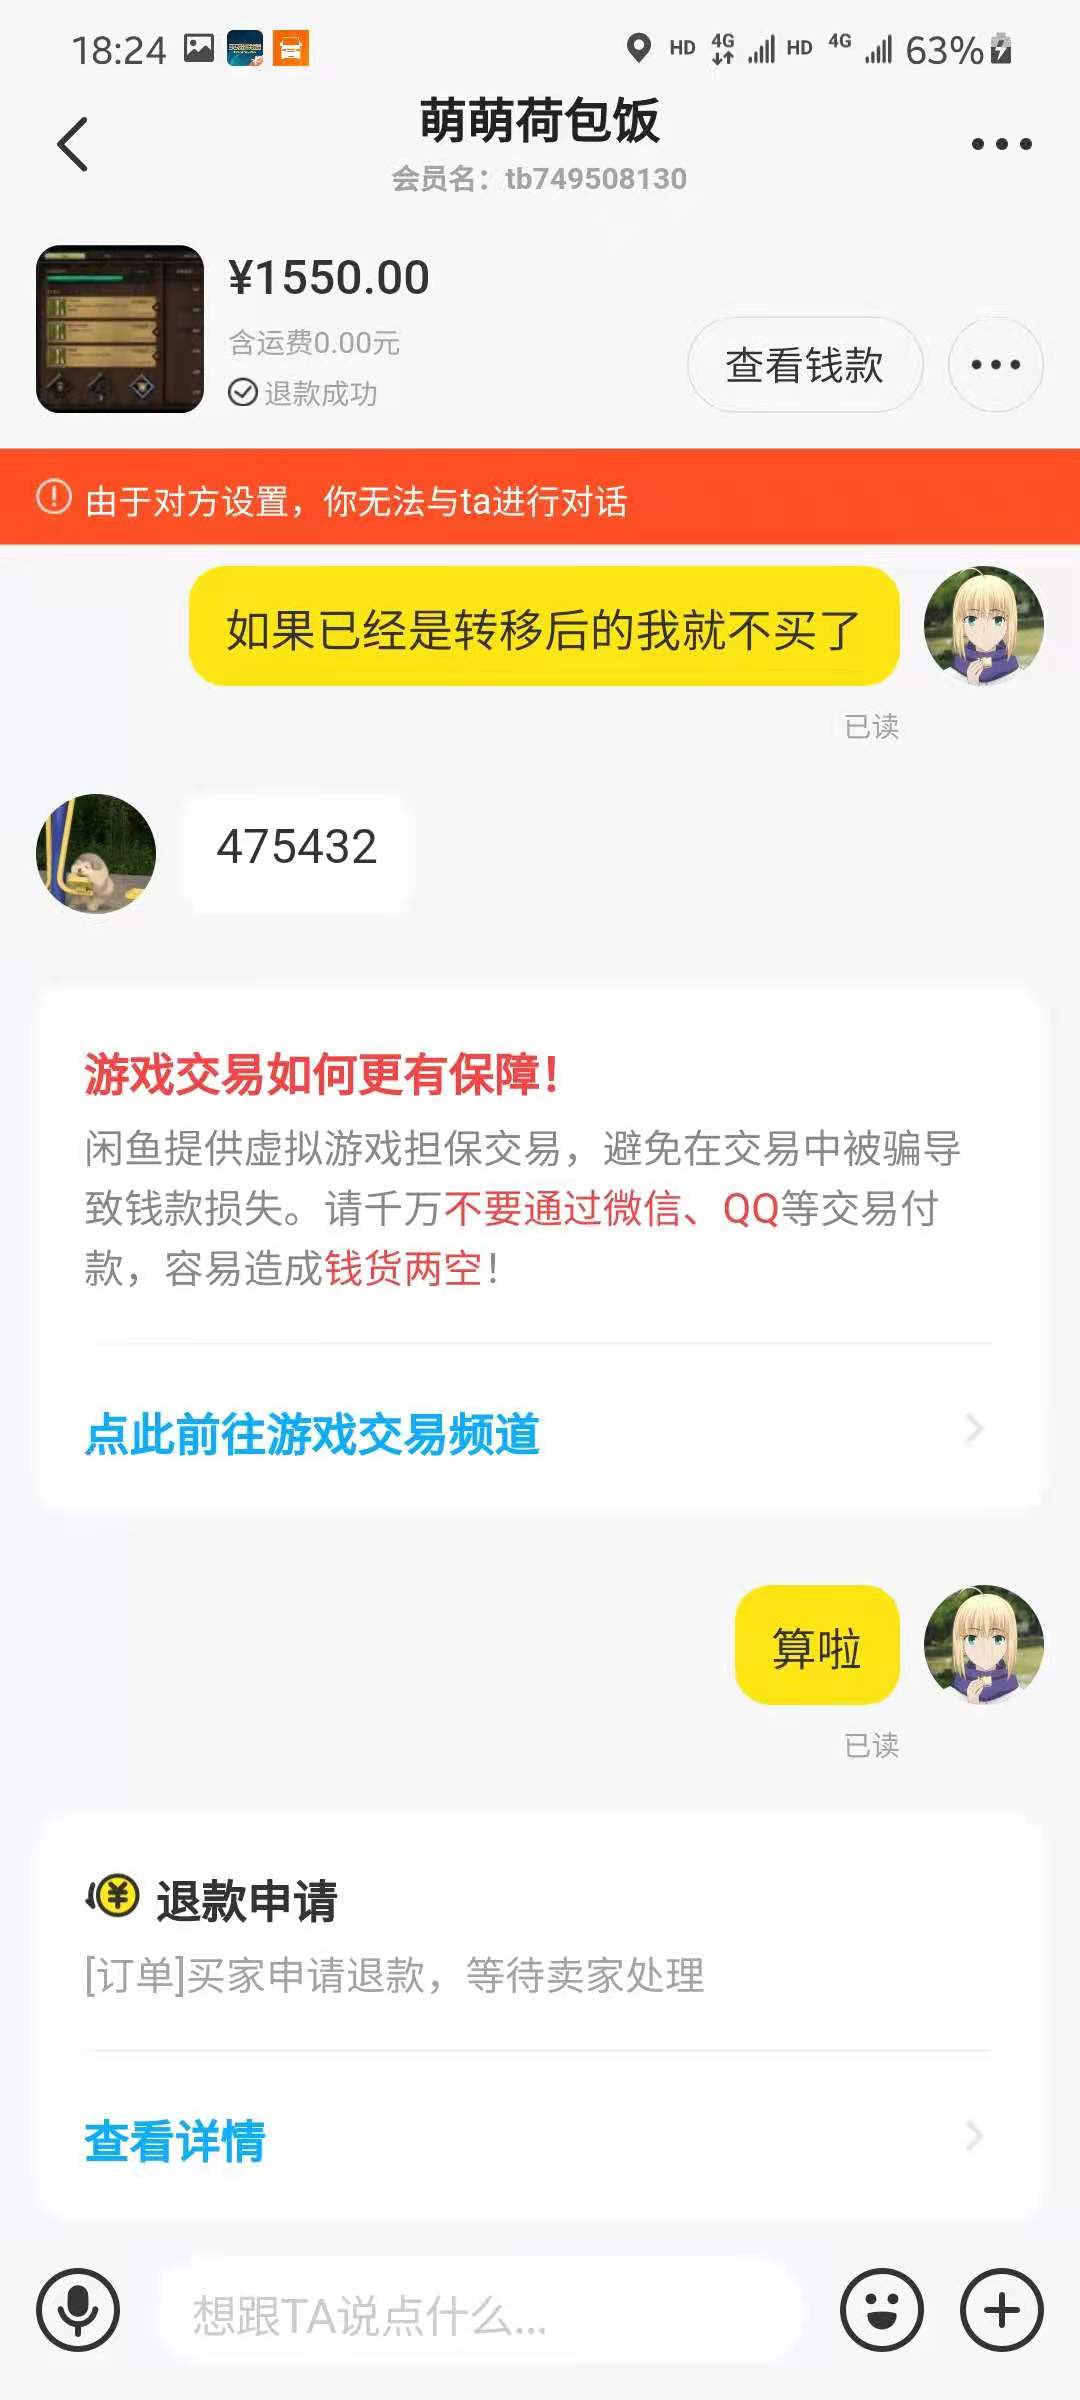 18:24
HD 4G HD 4G 63%
萌萌荷包饭
会员名：tb749508130
¥1550.00
含运费0.00元
退款成功
查看钱款
由于对方设置，你无法与ta进行对话
如果已经是转移后的我就不买了
已读
475432
游戏交易如何更有保障！
闲鱼提供虚拟游戏担保交易，避免在交易中被骗导
致钱款损失。请千万不要通过微信、QQ等交易付
款，容易造成钱货两空！
点此前往游戏交易频道
算啦
已读
退款申请
[订单]买家申请退款，等待卖家处理
查看详情
想跟TA说点什么...